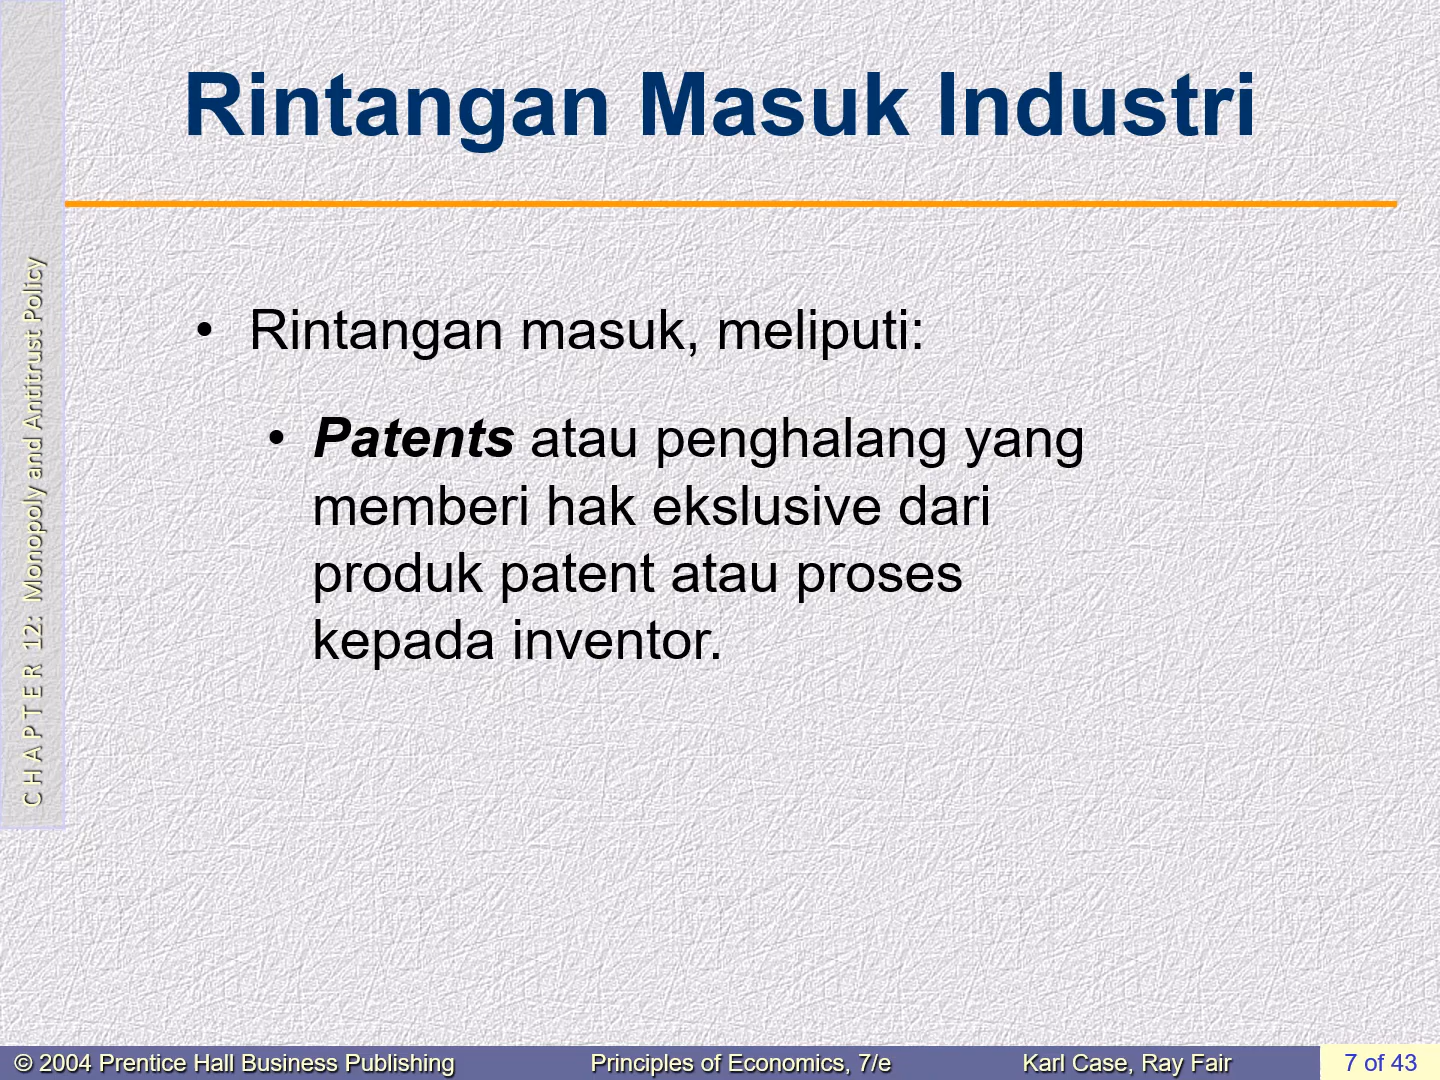 Rintangan Masuk Industri
CHAPTER 12: Monopoly and Antitrust Policy
• Rintangan masuk, meliputi:
• Patents atau penghalang yang
memberi hak ekslusive dari
produk patent atau proses
kepada inventor.
© 2004 Prentice Hall Business Publishing Principles of Economics, 7/e Karl Case, Ray Fair 7 of 43